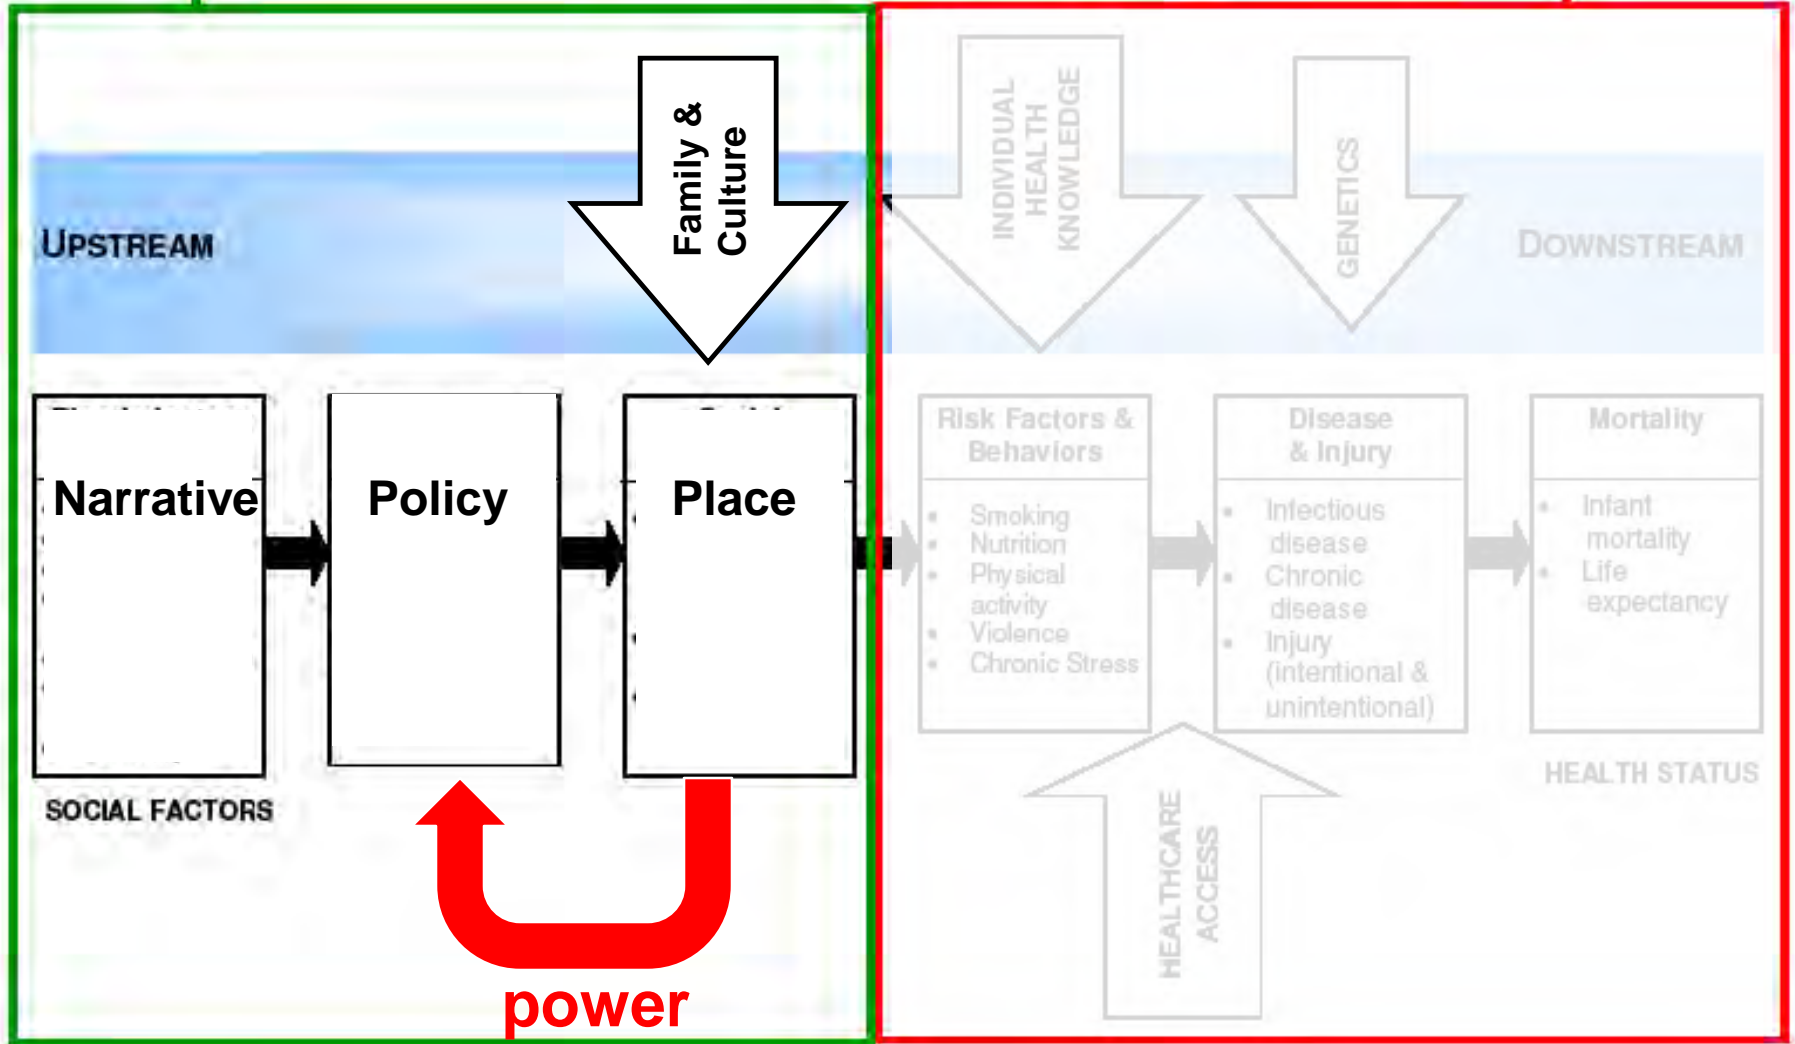 Family &
Culture
INDIVIDUAL
HEALTH
KNOWLEDGE
GENETICS
UPSTREAM
DOWNSTREAM
Narrative
Policy
Place
Risk Factors &
Behaviors
• Smoking
• Nutrition
• Physical
activity
• Violence
• Chronic Stress
Disease
& Injury
• Infectious
disease
• Chronic
disease
• Injury
(intentional &
unintentional)
Mortality
• Infant
mortality
• Life
expectancy
SOCIAL FACTORS
HEALTH STATUS
HEALTHCARE
ACCESS
power